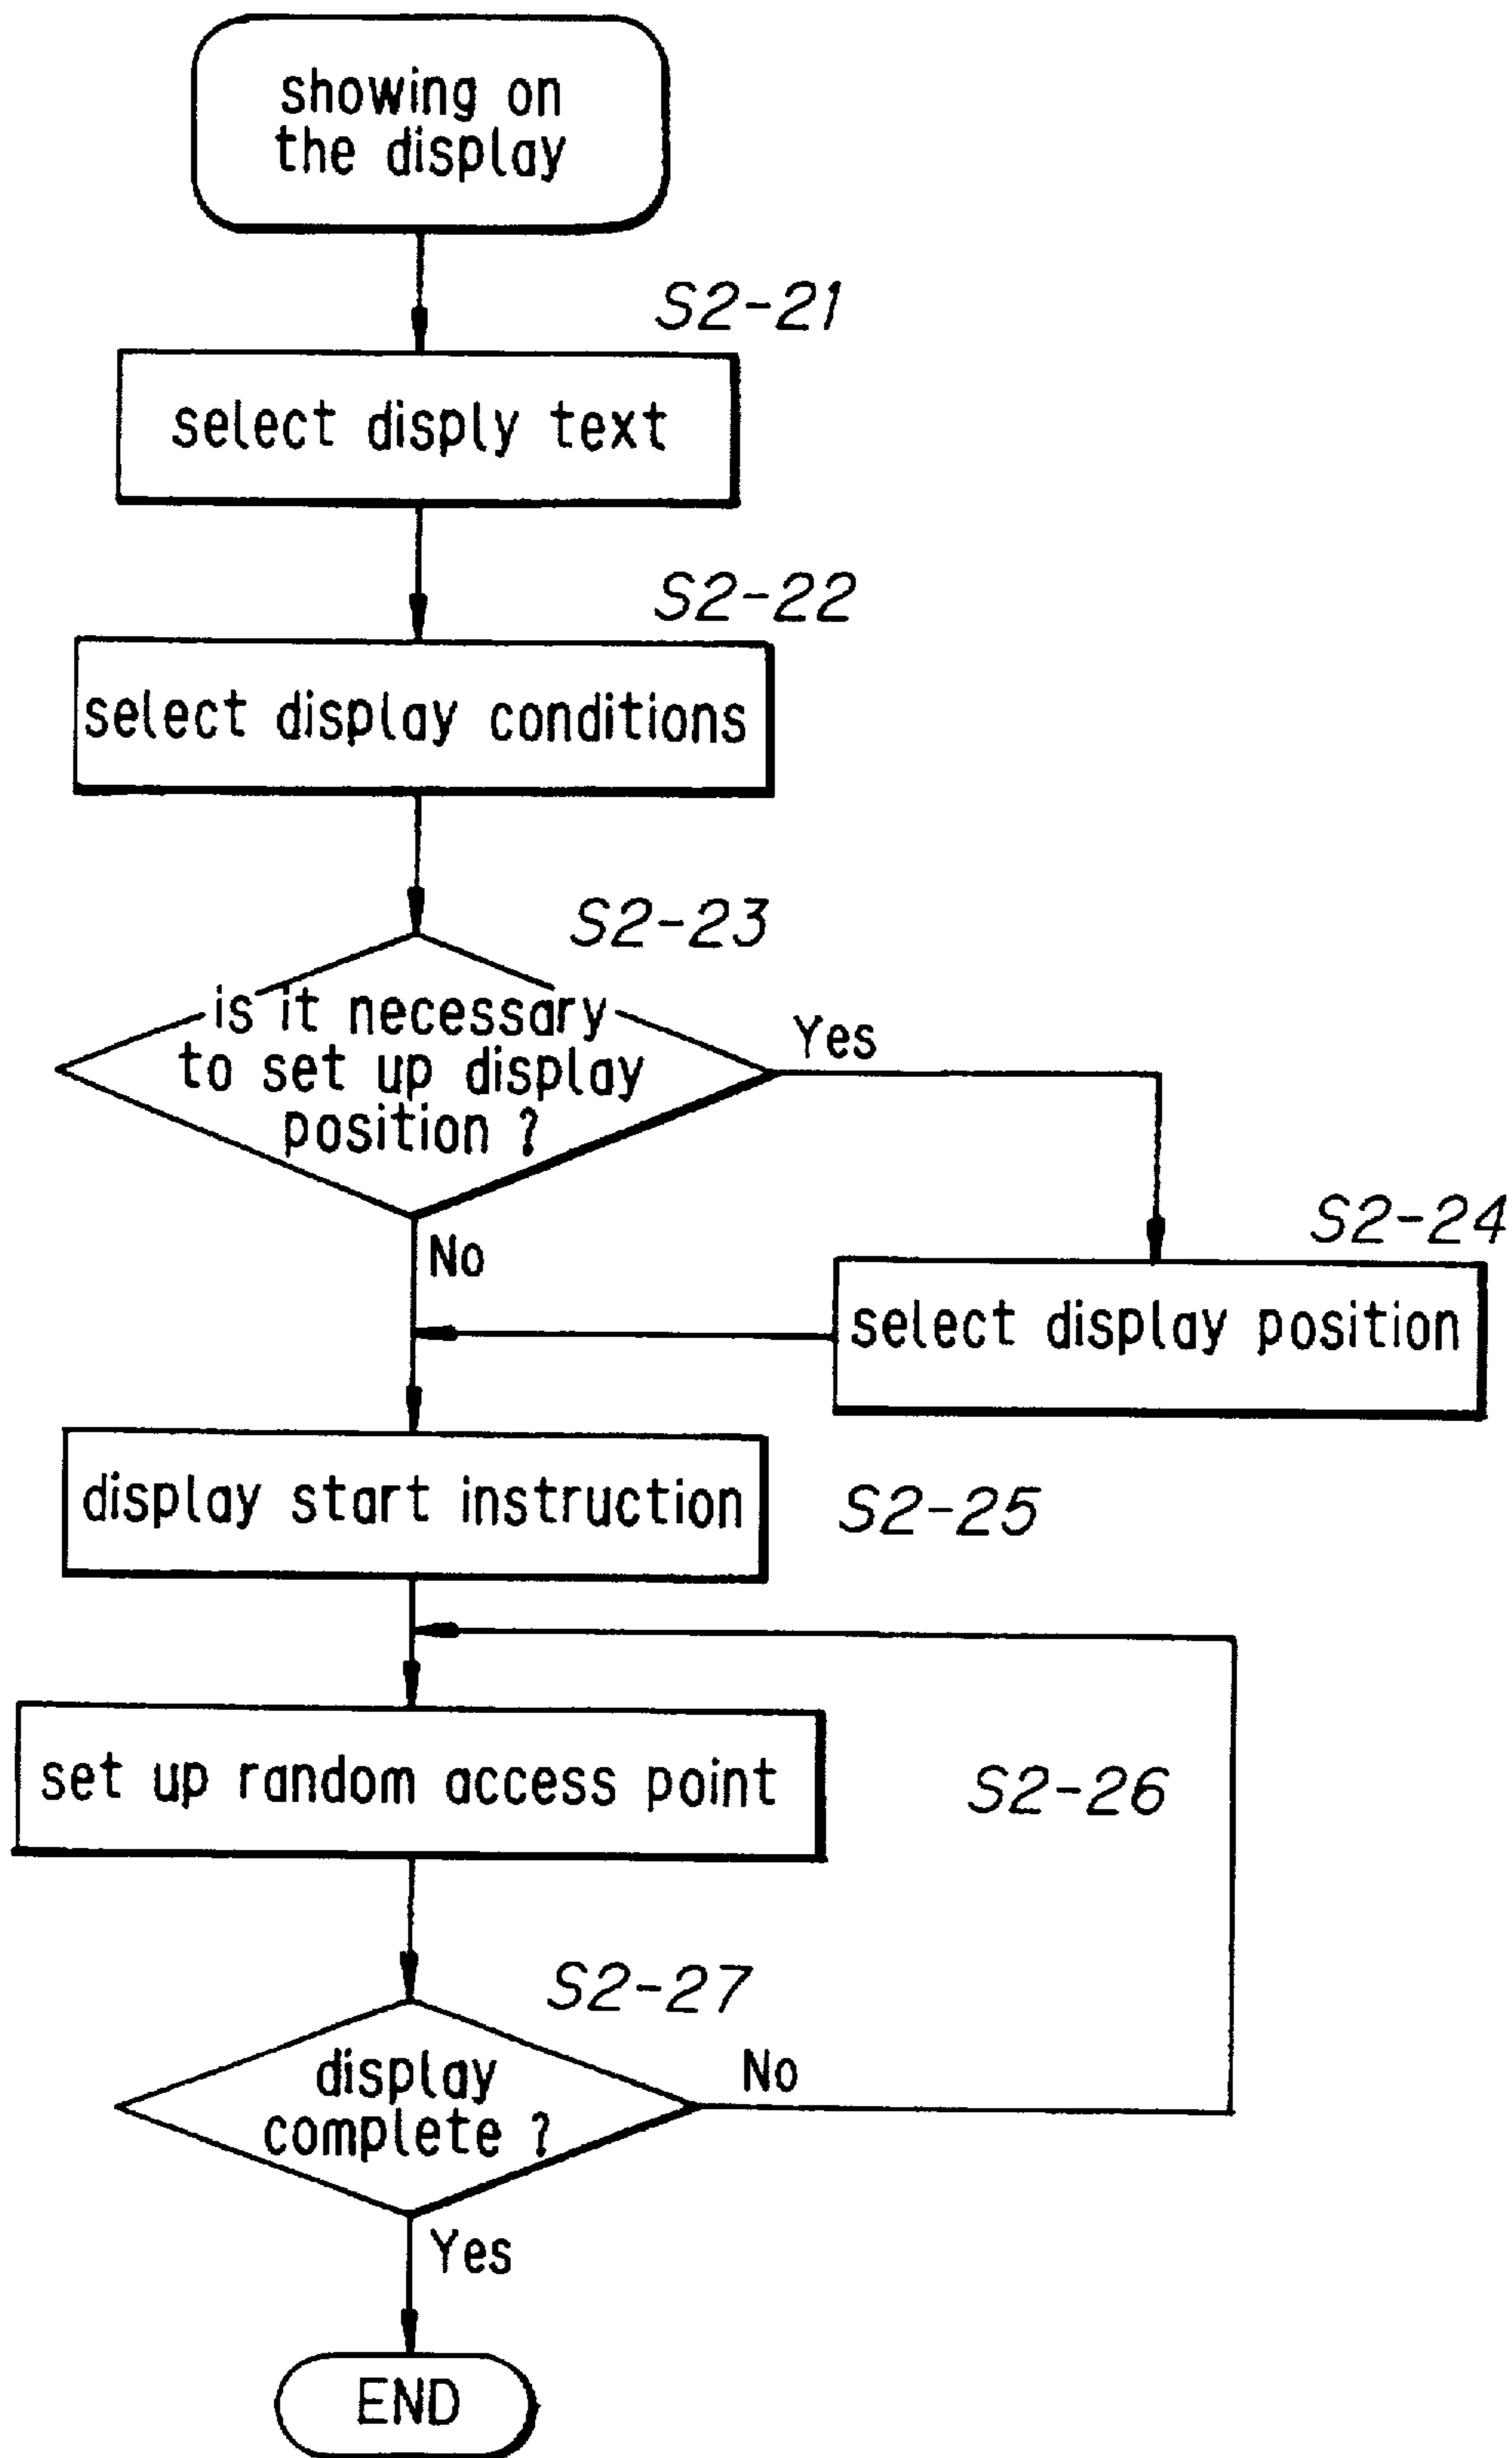 showing on
the display
S2-21
select disply text
S2-22
select display conditions
S2-23
is it necessary
to set up display
position ?
Yes
No
S2-24
select display position
display start instruction
S2-25
set up random access point
S2-26
S2-27
display
complete ?
No
Yes
END